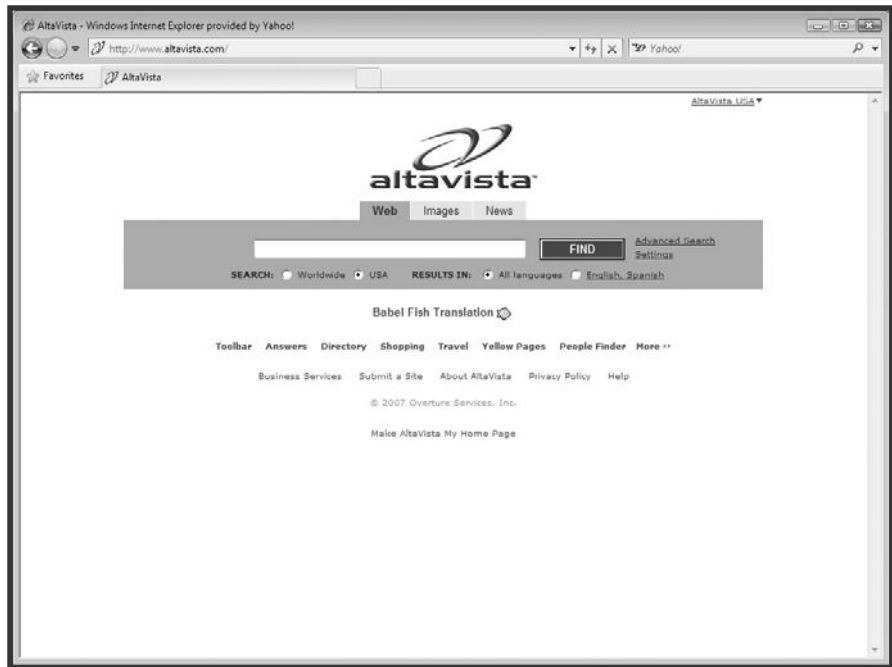 AltaVista - Windows Internet Explorer provided by Yahoo!
http://www.altavista.com/ Yahoo!
Favorites AltaVista
AltaVista USA▼
altavista™
Web Images News
FIND Advanced Search
Settings
SEARCH: Worldwide USA RESULTS IN: All languages English, Spanish
Babel Fish Translation
Toolbar Answers Directory Shopping Travel Yellow Pages People Finder More >>
Business Services Submit a Site About AltaVista Privacy Policy Help
© 2007 Overture Services, Inc.
Make AltaVista My Home Page